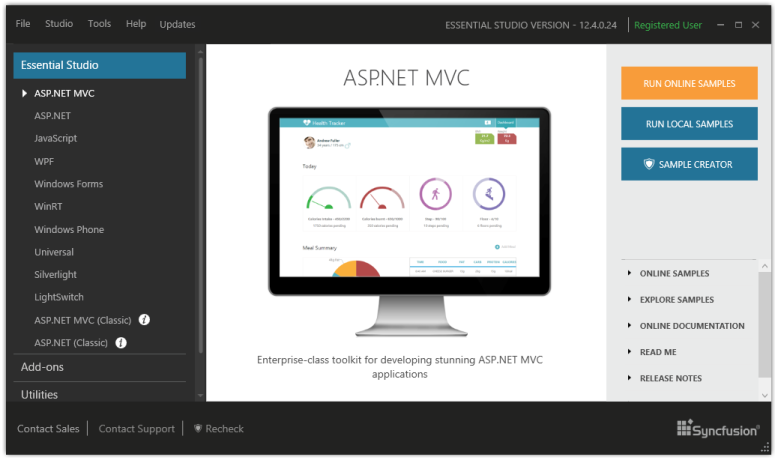 File Studio Tools Help Updates
ESSENTIAL STUDIO VERSION - 12.4.0.24 Registered User
Essential Studio
ASP.NET MVC
ASP.NET
JavaScript
WPF
Windows Forms
WinRT
Windows Phone
Universal
Silverlight
LightSwitch
ASP.NET MVC (Classic)
ASP.NET (Classic)
Add-ons
Utilities
ASP.NET MVC
Health Tracker
Today
Meal Summary
Enterprise-class toolkit for developing stunning ASP.NET MVC
applications
RUN ONLINE SAMPLES
RUN LOCAL SAMPLES
SAMPLE CREATOR
ONLINE SAMPLES
EXPLORE SAMPLES
ONLINE DOCUMENTATION
READ ME
RELEASE NOTES
Contact Sales Contact Support Recheck
Syncfusion